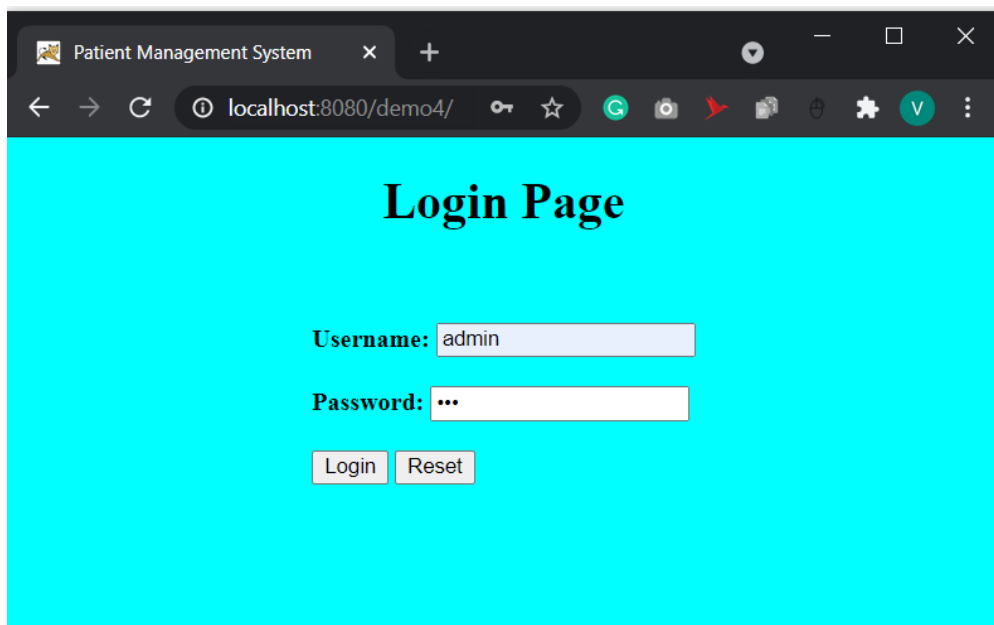 Patient Management System
localhost:8080/demo4/
G
V
Login Page
Username: admin
Password: •••
Login Reset